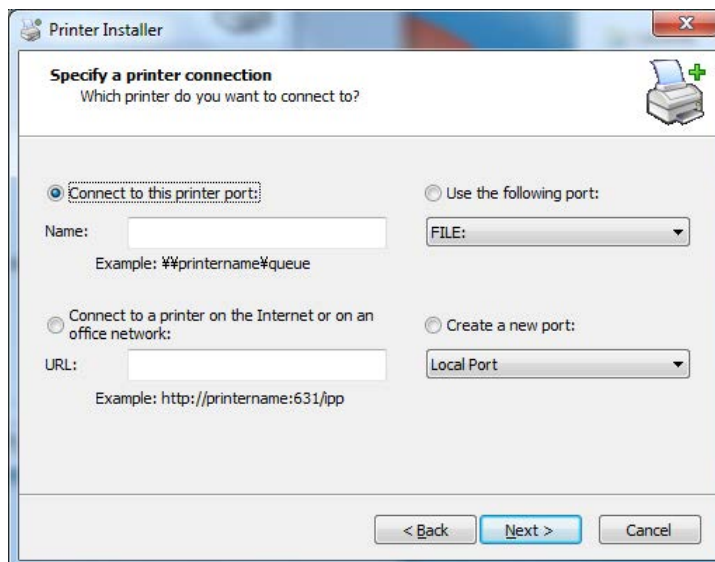 Printer Installer
Specify a printer connection
Which printer do you want to connect to?
Connect to this printer port:
Name:
Example: ¥¥printername¥queue
Use the following port:
FILE:
Connect to a printer on the Internet or on an
office network:
URL:
Example: http://printername:631/ipp
Create a new port:
Local Port
< Back
Next >
Cancel